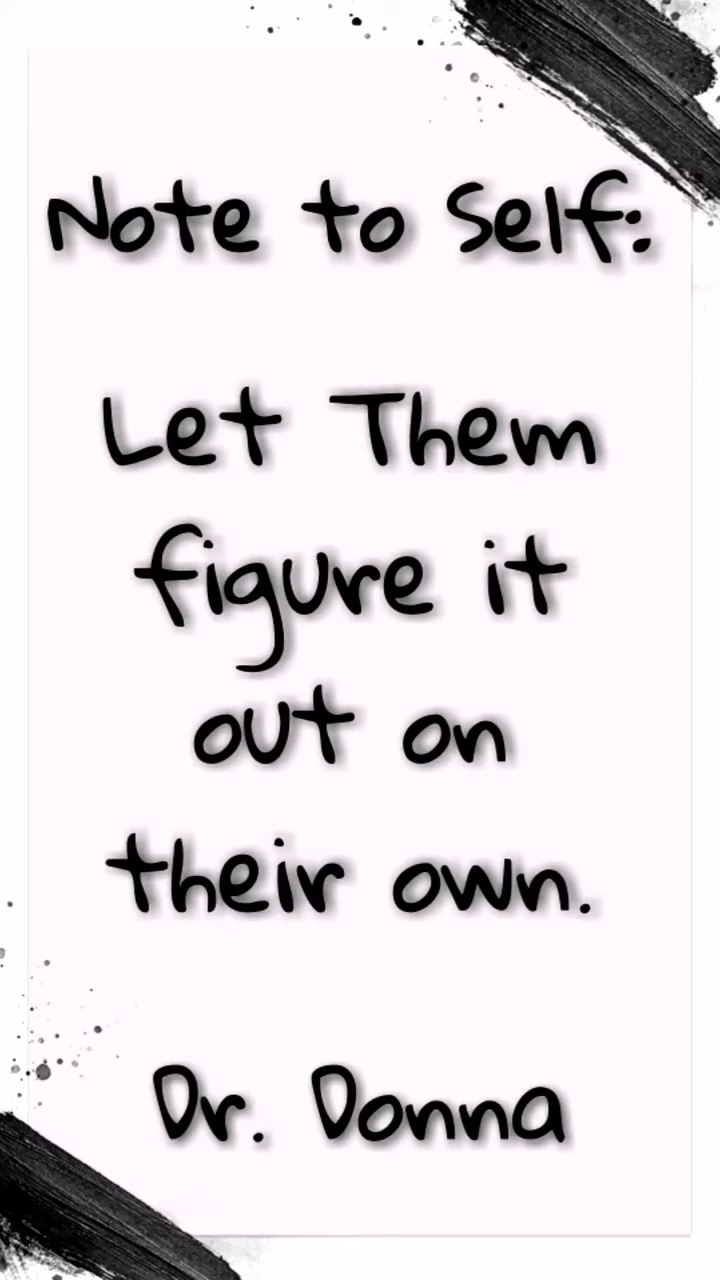 Note to Self:
Let Them
figure it
out on
their own.
Dr. Donna